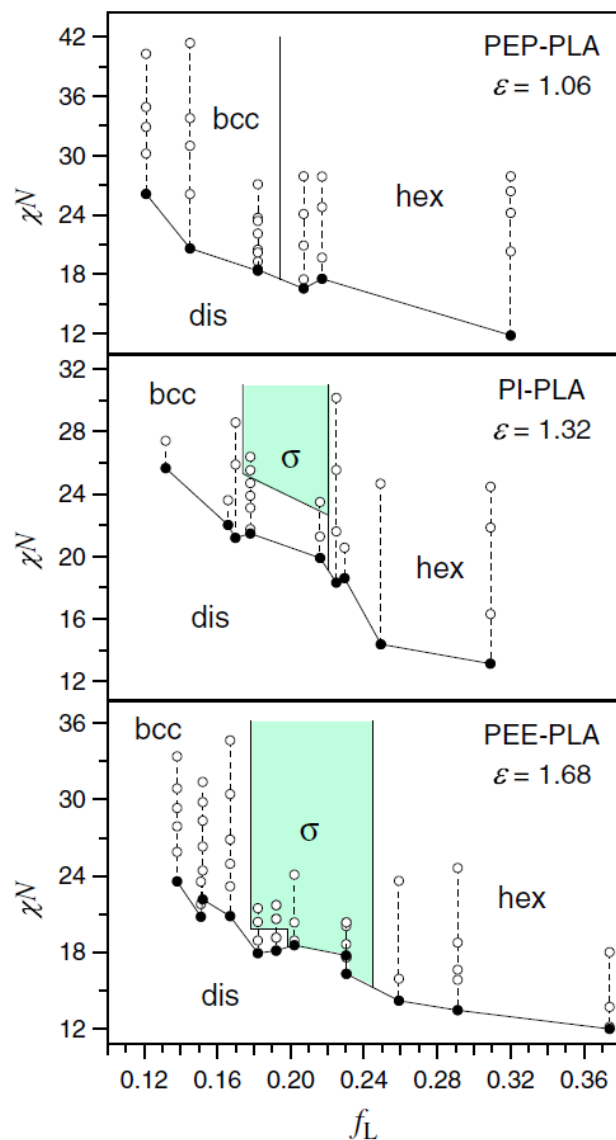 42
36
30
24
18
12
χN
PEP-PLA
ε = 1.06
bcc
hex
dis
32
28
24
20
16
12
χN
bcc
PI-PLA
ε = 1.32
σ
hex
dis
36
30
24
18
12
χN
bcc
PEE-PLA
ε = 1.68
σ
hex
dis
0.12 0.16 0.20 0.24 0.28 0.32 0.36
fL